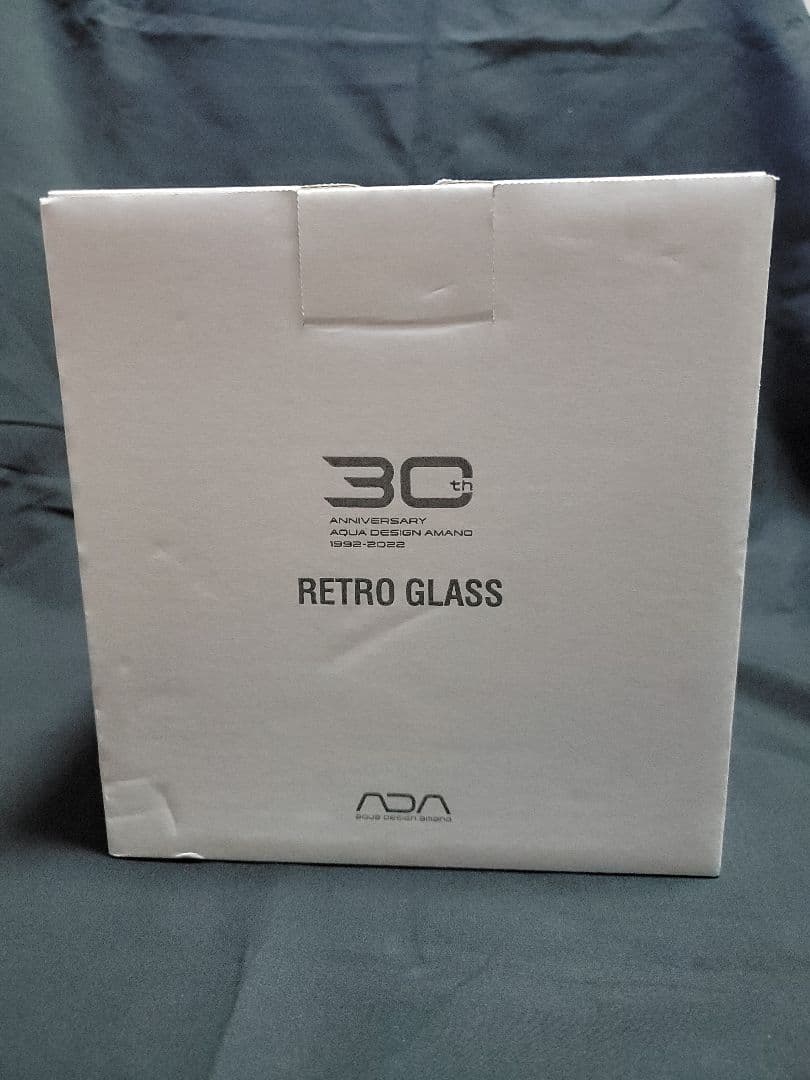 30th
ANNIVERSARY
AQUA DESIGN AMANO
1992-2022
RETRO GLASS
ADA
aqua design amano